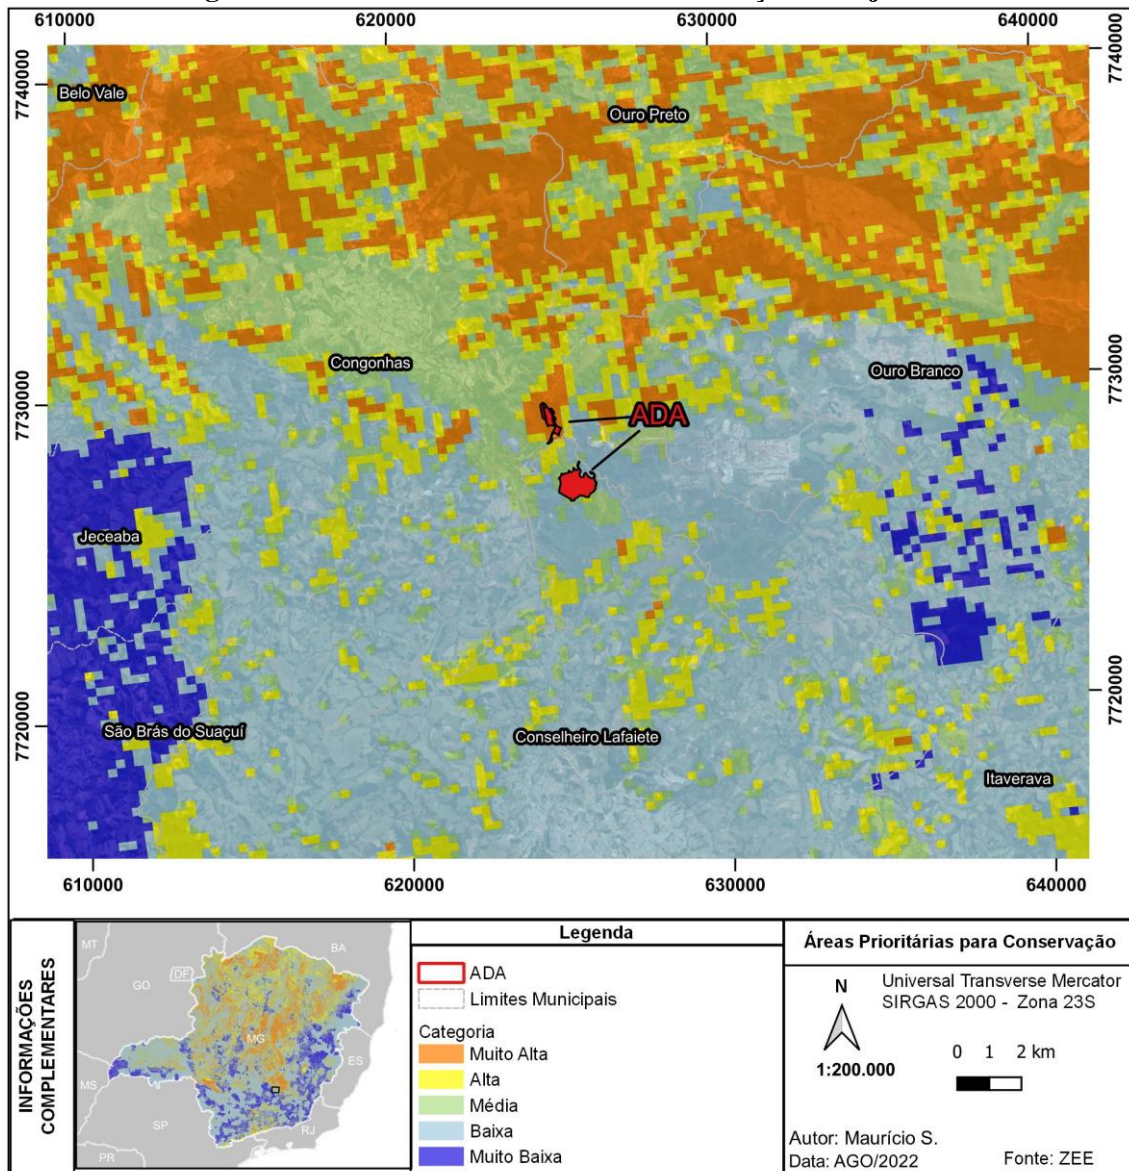 610000
620000
630000
640000
7740000
7740000
Belo Vale
Ouro Preto
Congonhas
Ouro Branco
7730000
7730000
ADA
Jeceaba
7720000
7720000
São Brás do Suaçuí
Conselheiro Lafaiete
Itaverava
610000
620000
630000
640000
INFORMAÇÕES
COMPLEMENTARES
MT
GO
DF
BA
MG
ES
MS
SP
RJ
PR
Legenda
ADA
Limites Municipais
Categoria
Muito Alta
Alta
Média
Baixa
Muito Baixa
Áreas Prioritárias para Conservação
N
1:200.000
Universal Transverse Mercator
SIRGAS 2000 - Zona 23S
0 1 2 km
Autor: Maurício S.
Data: AGO/2022
Fonte: ZEE